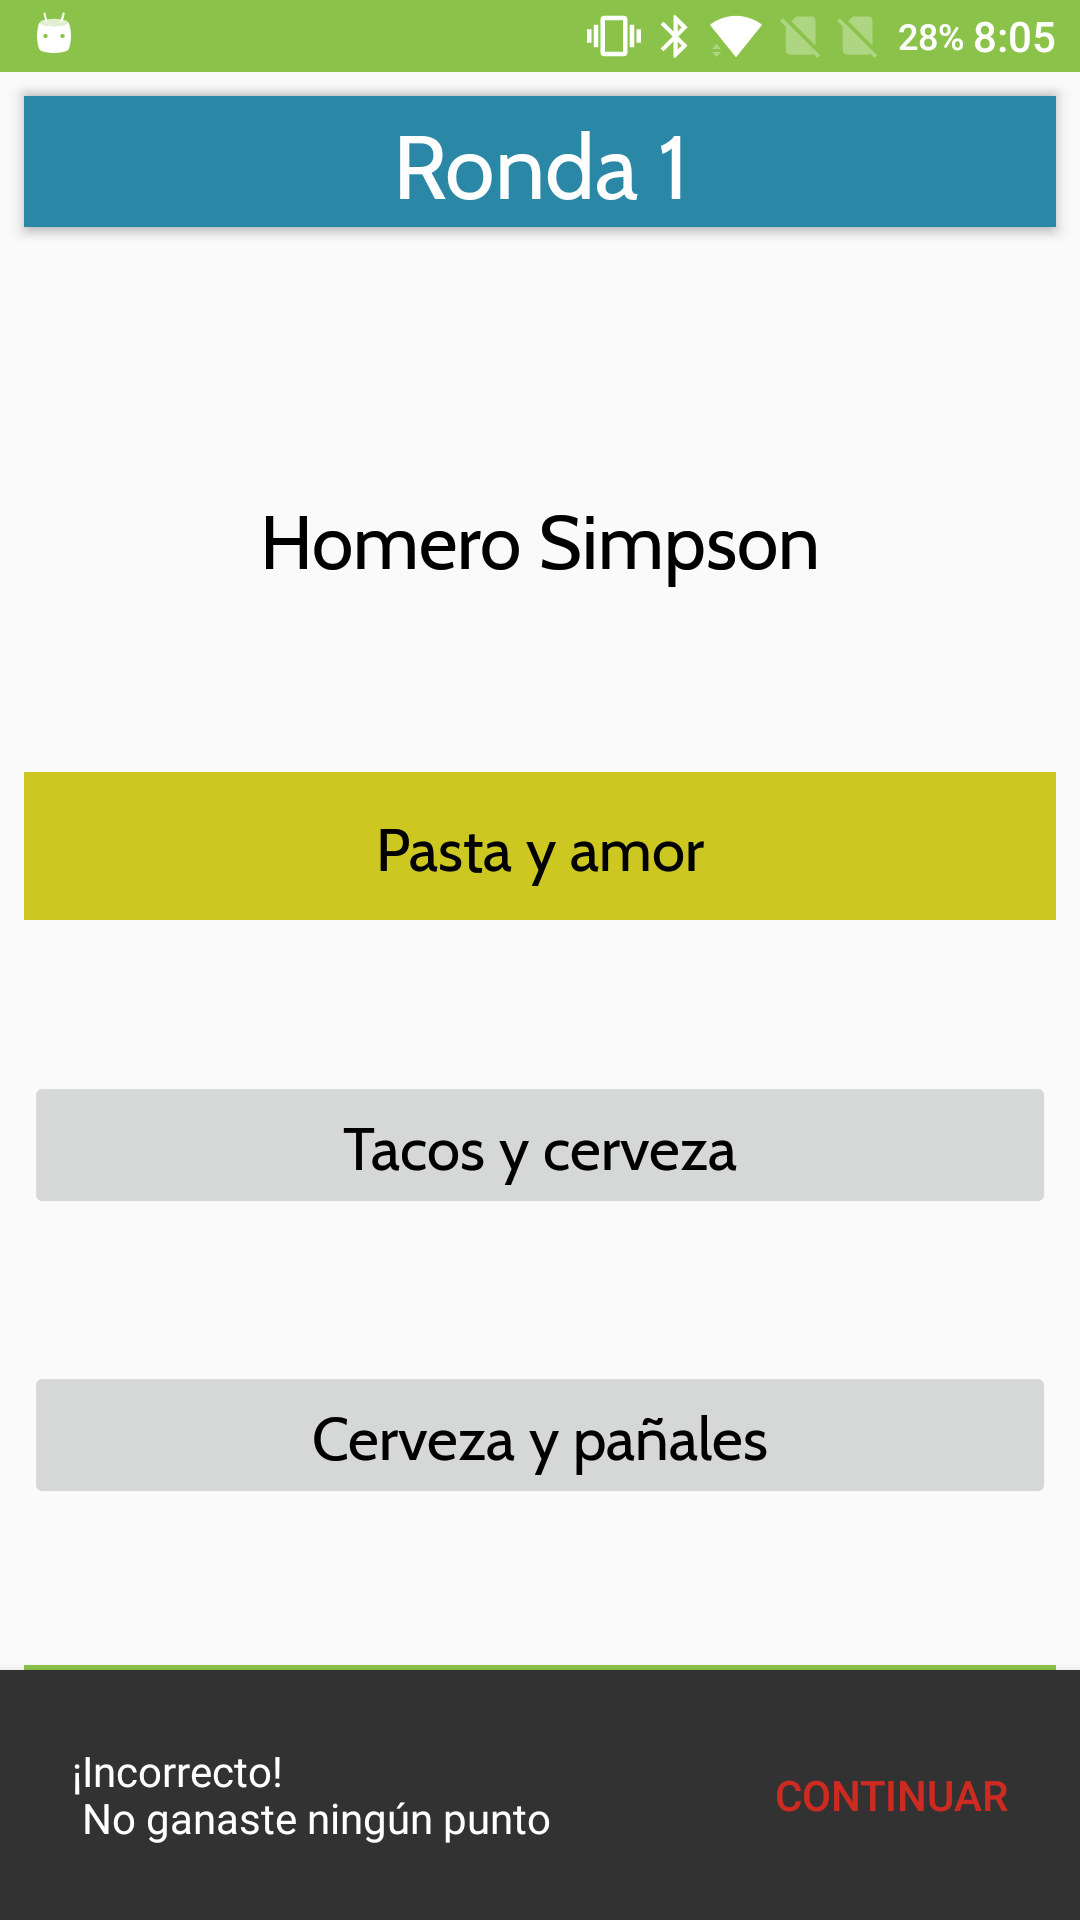 28% 8:05
Ronda 1
Homero Simpson
Pasta y amor
Tacos y cerveza
Cerveza y pañales
¡Incorrecto!
No ganaste ningún punto
CONTINUAR